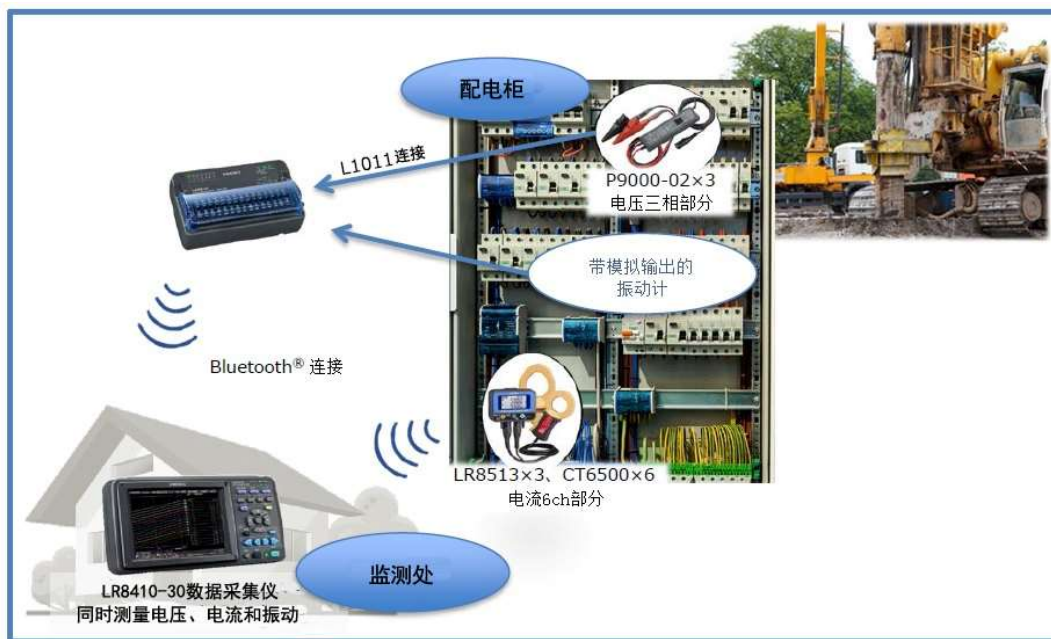 配电柜
L1011连接
P9000-02×3
电压三相部分
带模拟输出的
振动计
Bluetooth® 连接
LR8513×3、CT6500×6
电流6ch部分
监测处
LR8410-30数据采集仪
同时测量电压、电流和振动